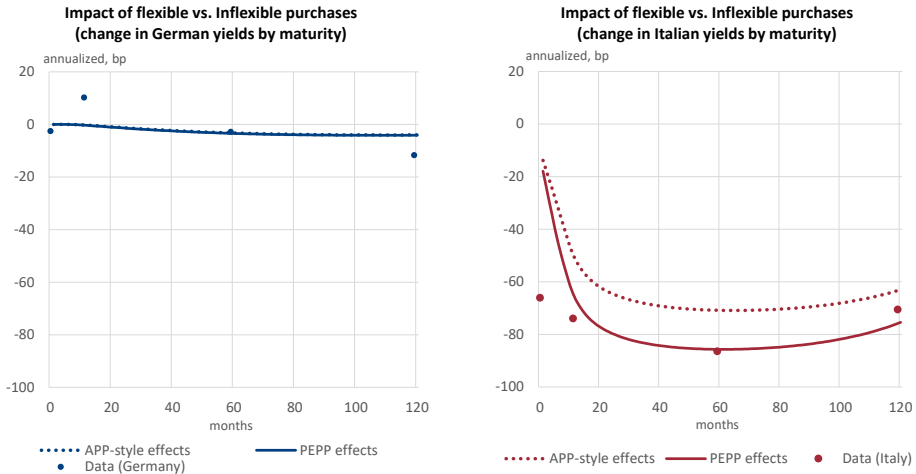 Impact of flexible vs. Inflexible purchases
(change in German yields by maturity)
annualized, bp
20
0
-20
-40
-60
-80
-100
0 20 40 60 80 100 120
months
APP-style effects PEPP effects
Data (Germany)
Impact of flexible vs. Inflexible purchases
(change in Italian yields by maturity)
annualized, bp
20
0
-20
-40
-60
-80
-100
0 20 40 60 80 100 120
months
APP-style effects PEPP effects Data (Italy)